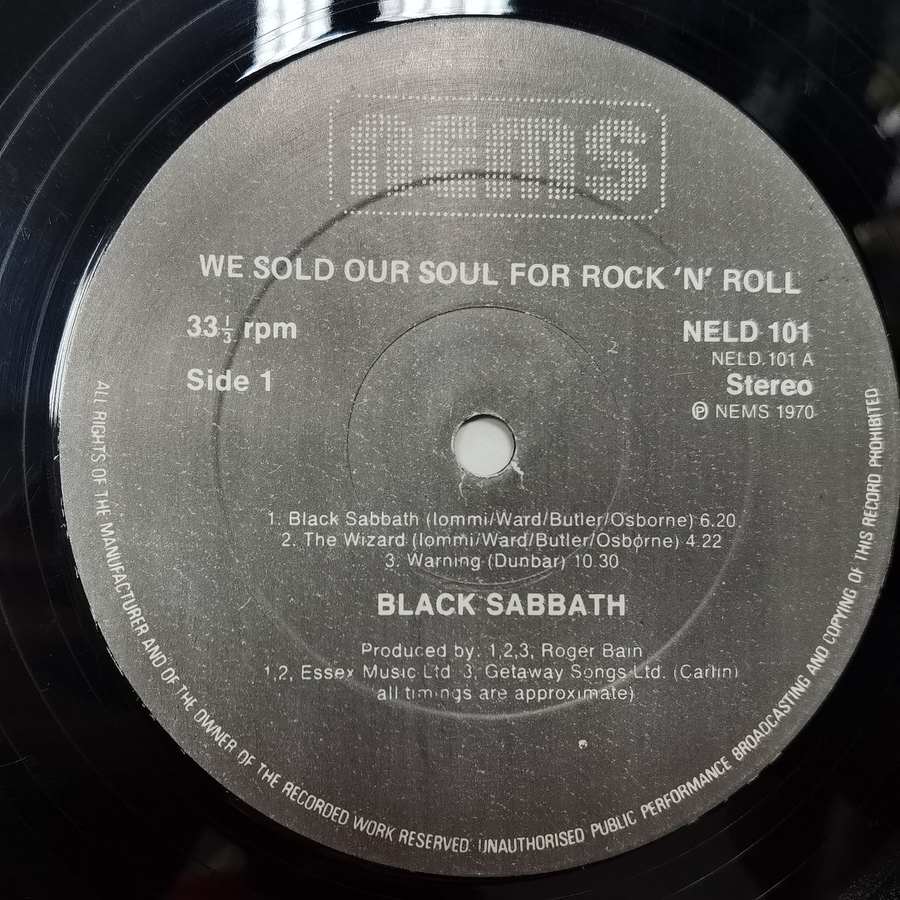 nems
WE SOLD OUR SOUL FOR ROCK 'N' ROLL
33⅓ rpm
NELD 101
NELD 101 A
Side 1
Stereo
℗ NEMS 1970
1. Black Sabbath (Iommi/Ward/Butler/Osborne) 6.20
2. The Wizard (Iommi/Ward/Butler/Osborne) 4.22
3. Warning (Dunbar) 10.30
BLACK SABBATH
Produced by: 1,2,3, Roger Bain
1,2, Essex Music Ltd. 3, Getaway Songs Ltd. (Carlin)
all timings are approximate)
ALL RIGHTS OF THE MANUFACTURER AND OF THE OWNER OF THE RECORDED WORK RESERVED. UNAUTHORISED PUBLIC PERFORMANCE BROADCASTING AND COPYING OF THIS RECORD PROHIBITED